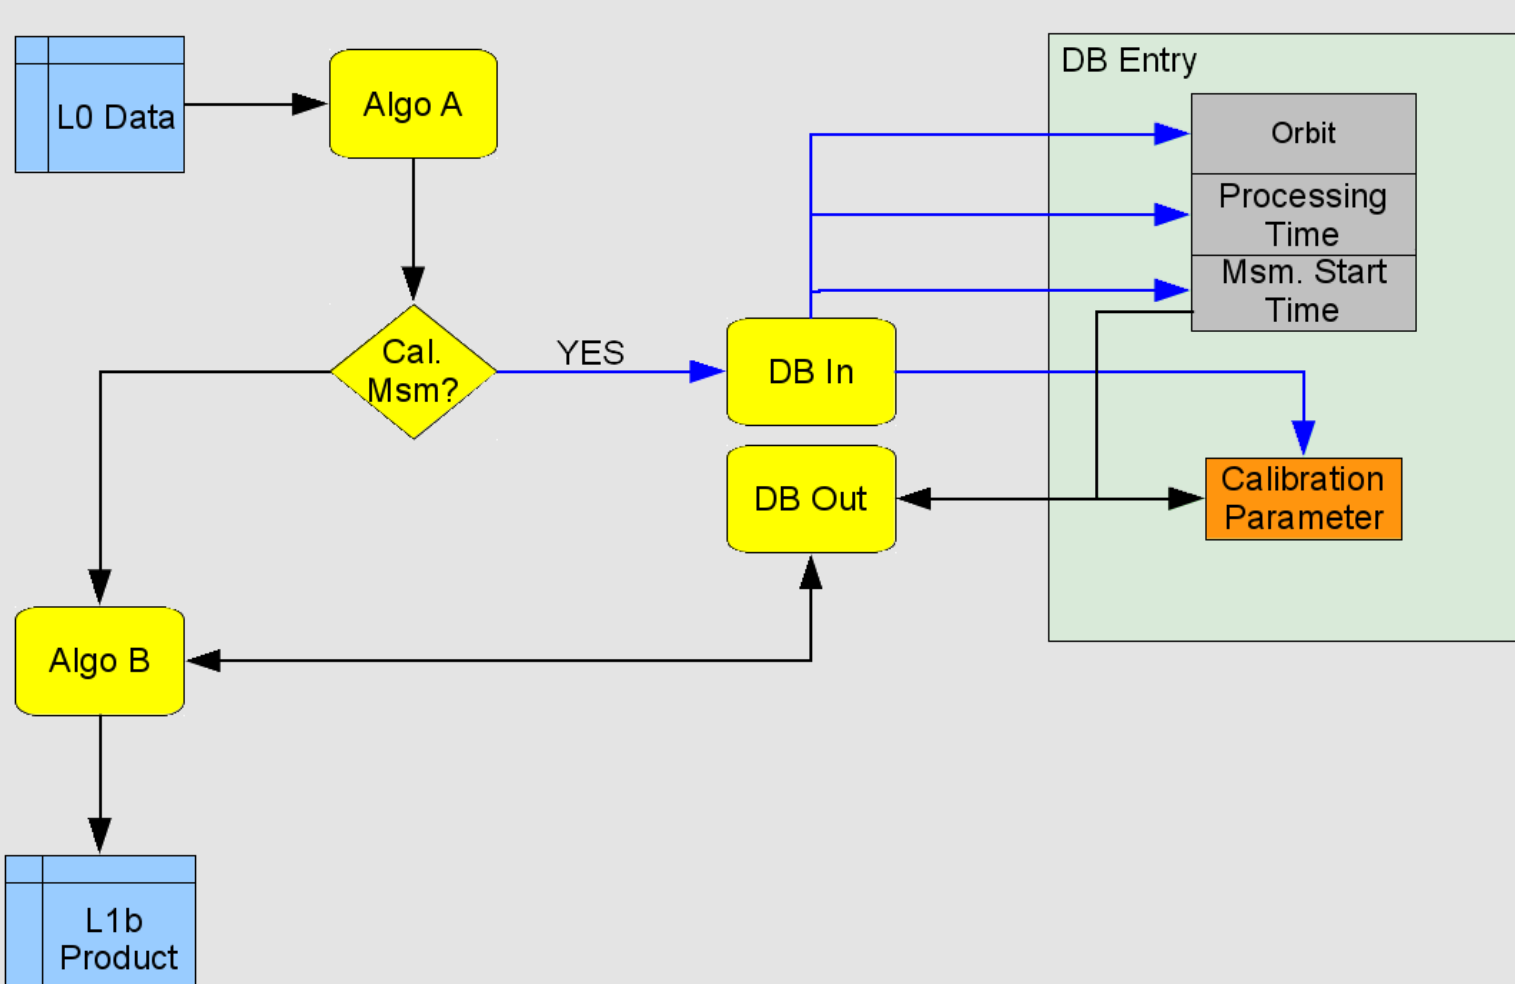 L0 Data
Algo A
DB Entry
Orbit
Processing
Time
Msm. Start
Time
Cal.
Msm?
YES
DB In
DB Out
Calibration
Parameter
Algo B
L1b
Product